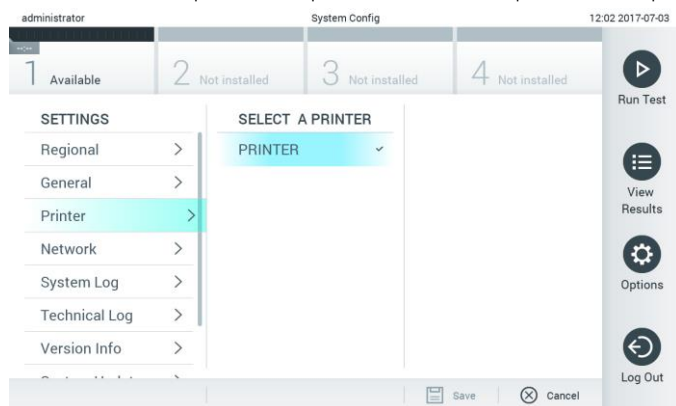 administrator
System Config
12:02 2017-07-03
--:--
1 Available
2 Not installed
3 Not installed
4 Not installed
SETTINGS
Regional
General
Printer
Network
System Log
Technical Log
Version Info
SELECT A PRINTER
PRINTER
Run Test
View
Results
Options
Log Out
Save
Cancel